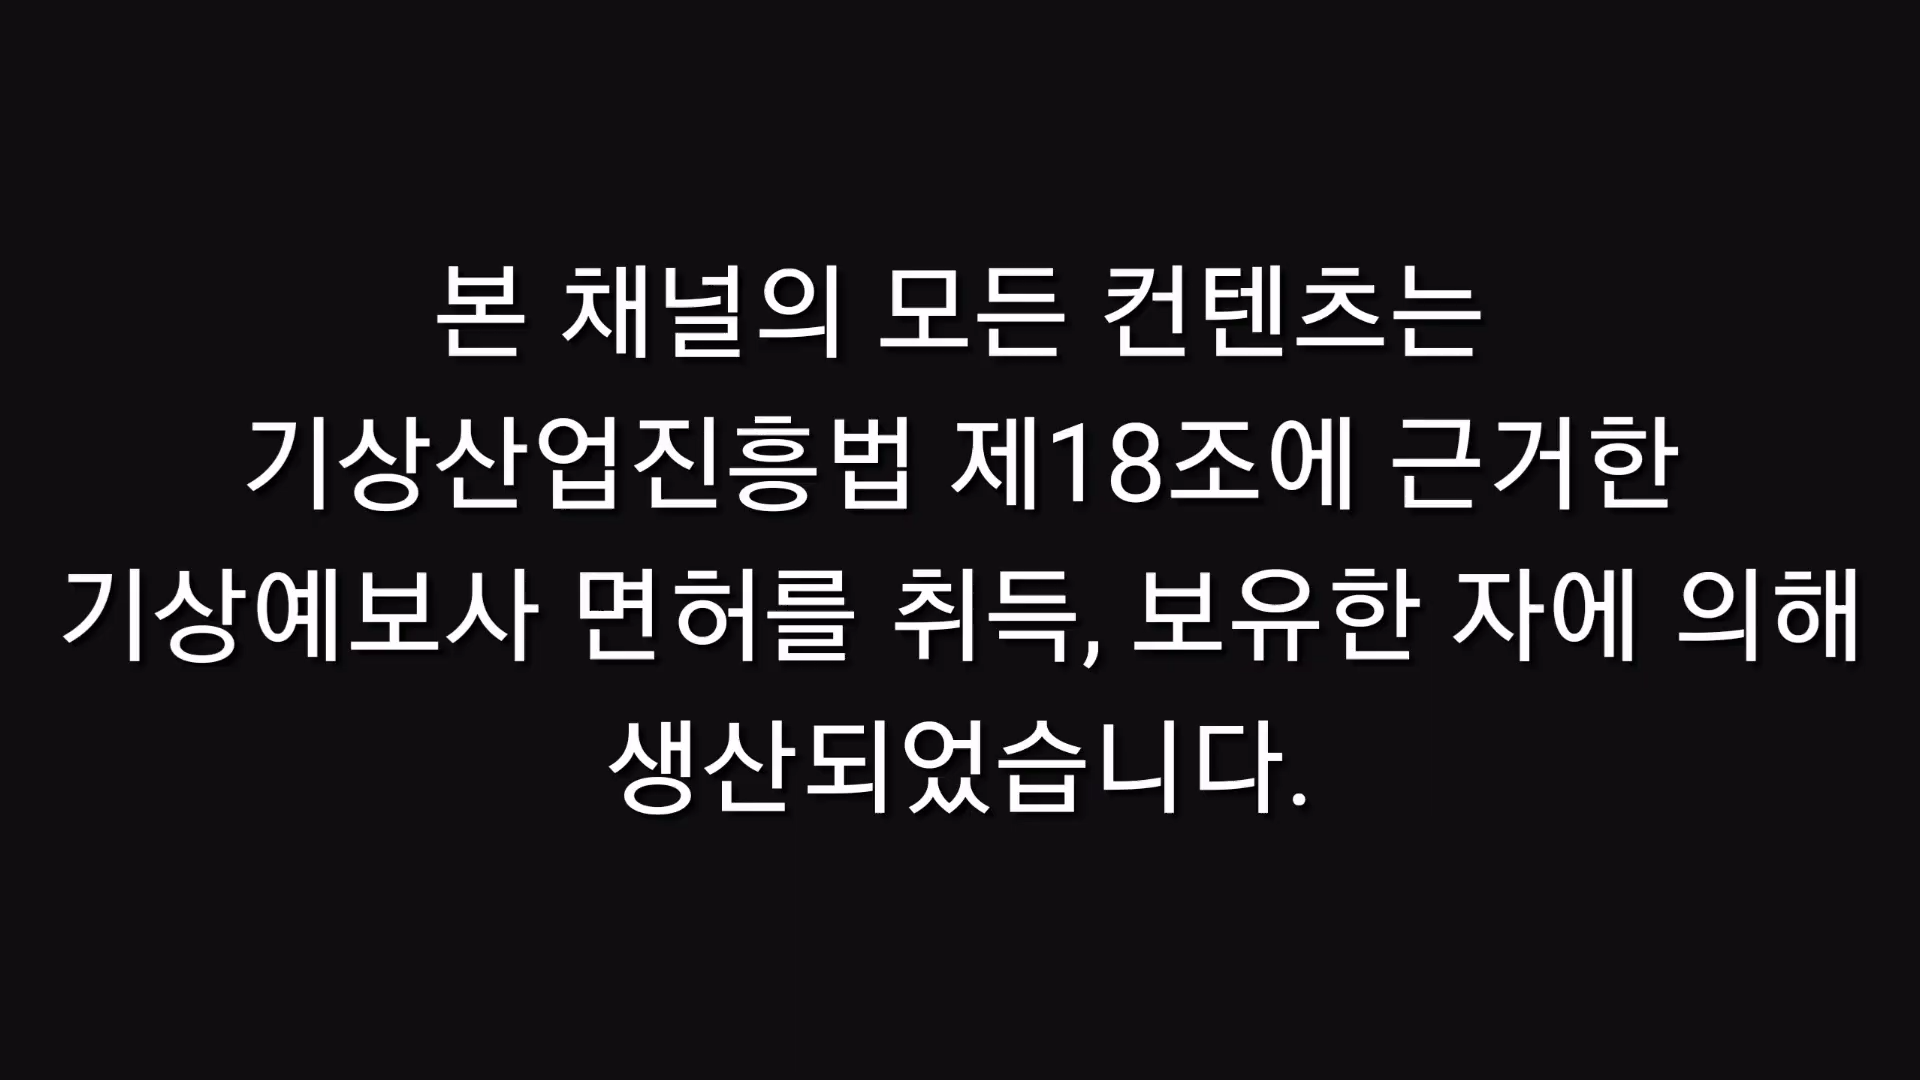 본 채널의 모든 컨텐츠는
기상산업진흥법 제18조에 근거한
기상예보사 면허를 취득, 보유한 자에 의해
생산되었습니다.